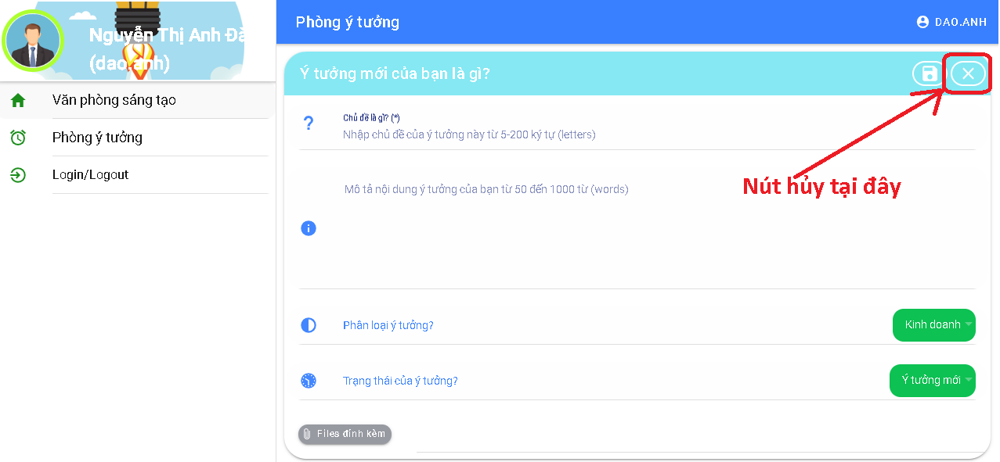 Nguyễn Thị Anh Đà
(dao.anh)
Văn phòng sáng tạo
Phòng ý tưởng
Login/Logout
Phòng ý tưởng
DAO.ANH
Ý tưởng mới của bạn là gì?
Chủ đề là gì? (*)
Nhập chủ đề của ý tưởng này từ 5-200 ký tự (letters)
Nút hủy tại đây
Mô tả nội dung ý tưởng của bạn từ 50 đến 1000 từ (words)
Phân loại ý tưởng?
Kinh doanh
Trạng thái của ý tưởng?
Ý tưởng mới
Files đính kèm